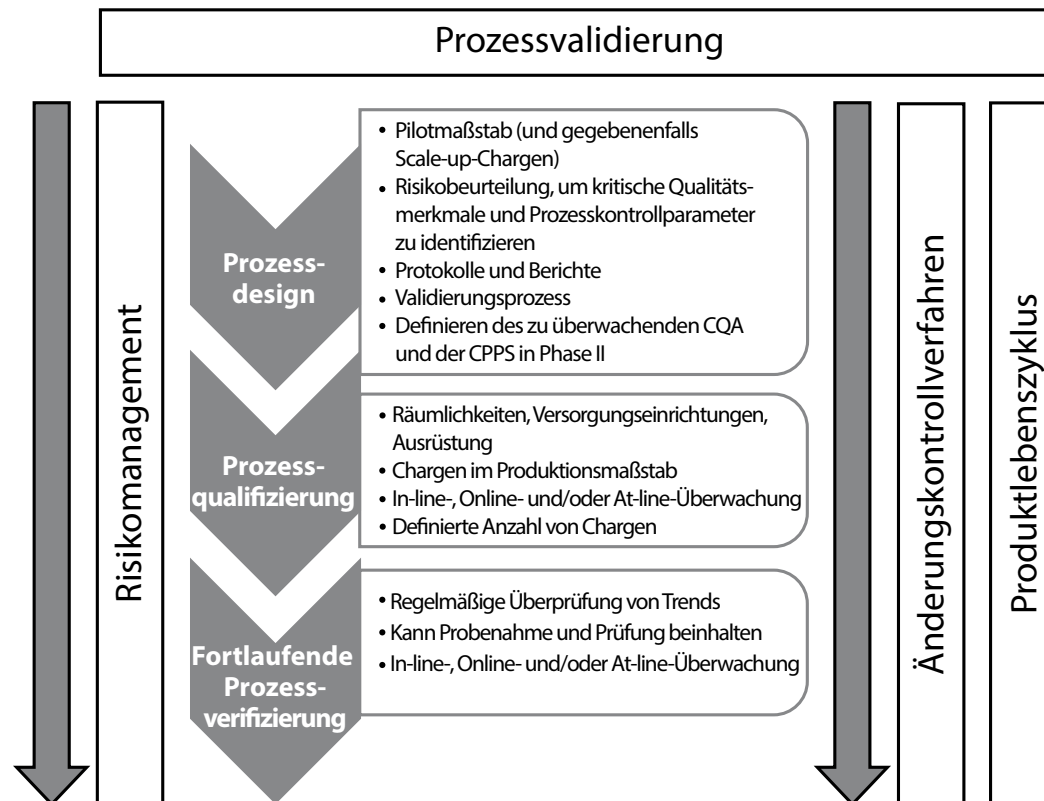 Prozessvalidierung
Risikomanagement
Prozess-
design
• Pilotmaßstab (und gegebenenfalls
Scale-up-Chargen)
• Risikobeurteilung, um kritische Qualitäts-
merkmale und Prozesskontrollparameter
zu identifizieren
• Protokolle und Berichte
• Validierungsprozess
• Definieren des zu überwachenden CQA
und der CPPS in Phase II
Prozess-
qualifizierung
• Räumlichkeiten, Versorgungseinrichtungen,
Ausrüstung
• Chargen im Produktionsmaßstab
• In-line-, Online- und/oder At-line-Überwachung
• Definierte Anzahl von Chargen
Fortlaufende
Prozess-
verifizierung
• Regelmäßige Überprüfung von Trends
• Kann Probenahme und Prüfung beinhalten
• In-line-, Online- und/oder At-line-Überwachung
Änderungskontrollverfahren
Produktlebenszyklus